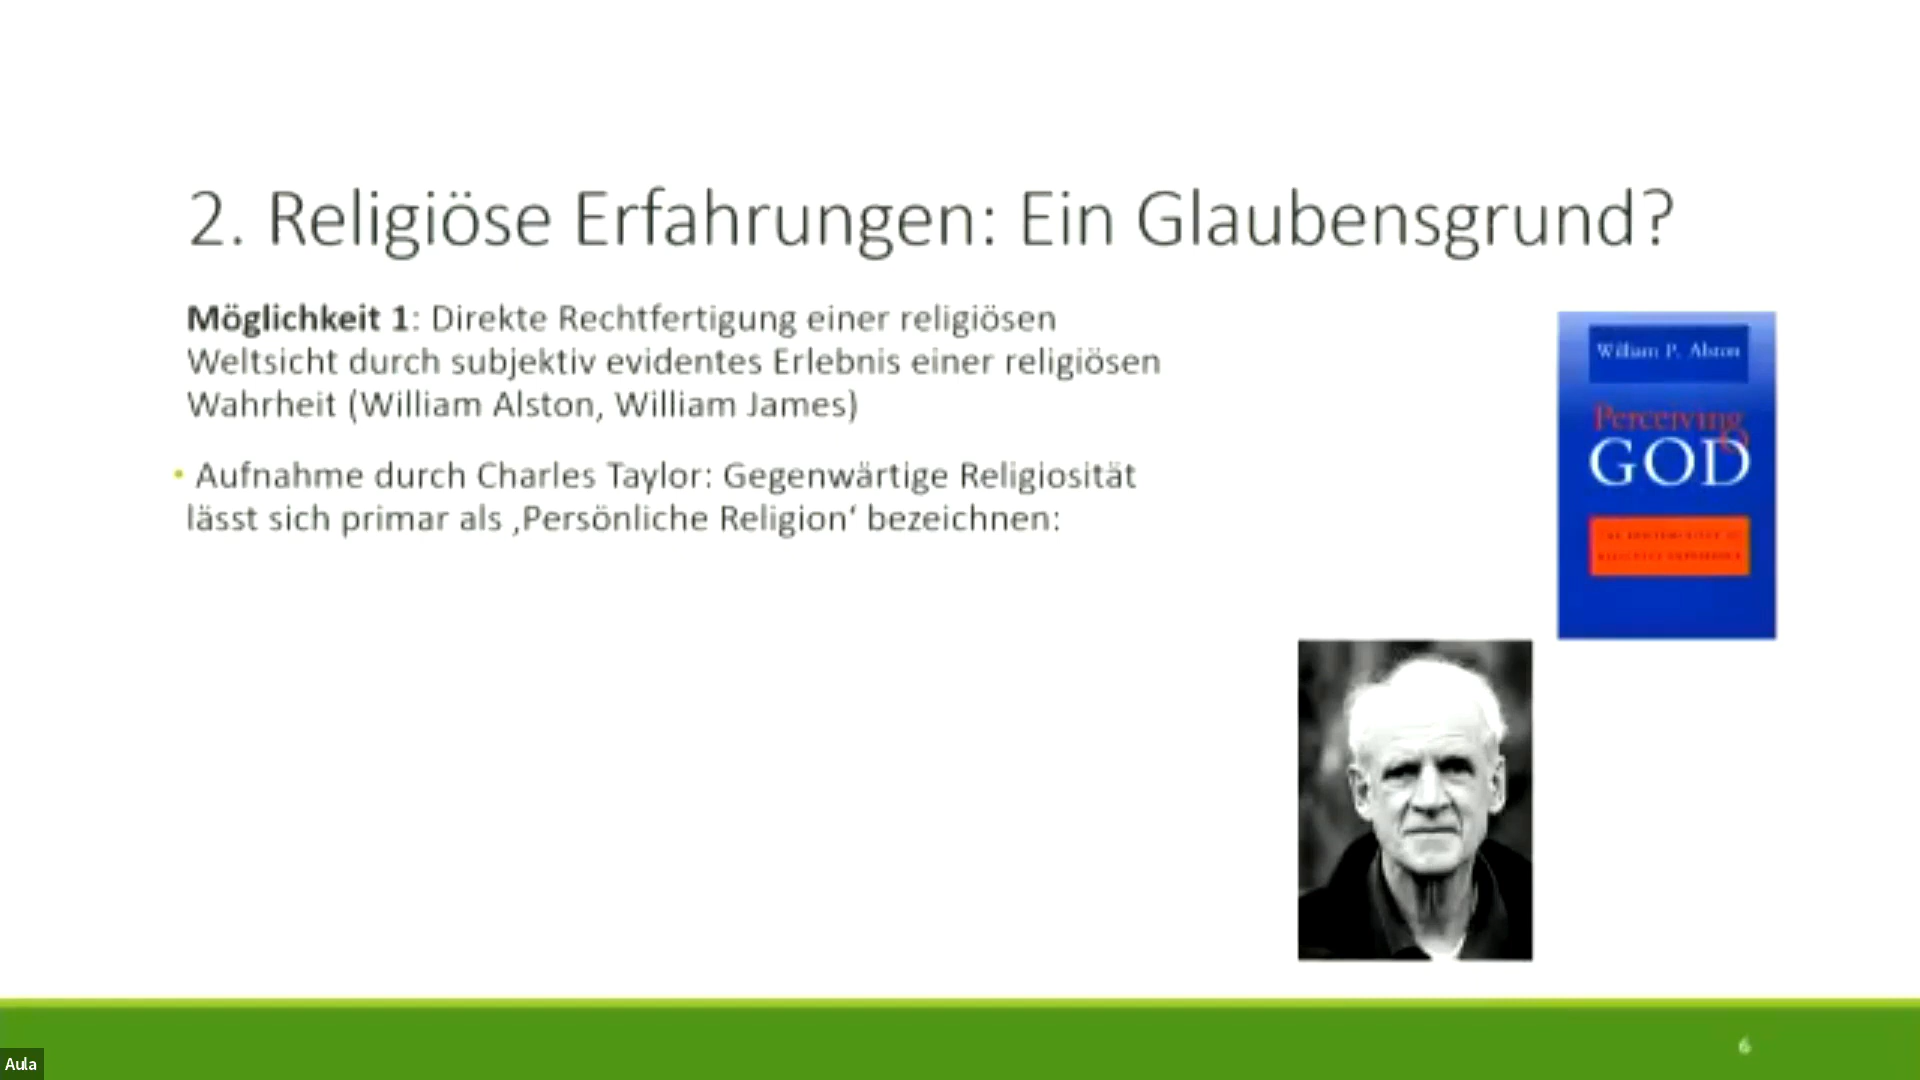 2. Religiöse Erfahrungen: Ein Glaubensgrund?
Möglichkeit 1: Direkte Rechtfertigung einer religiösen
Weltsicht durch subjektiv evidentes Erlebnis einer religiösen
Wahrheit (William Alston, William James)
• Aufnahme durch Charles Taylor: Gegenwärtige Religiosität
lässt sich primar als ‚Persönliche Religion‘ bezeichnen:
William P. Alston
Perceiving
GOD
6
Aula